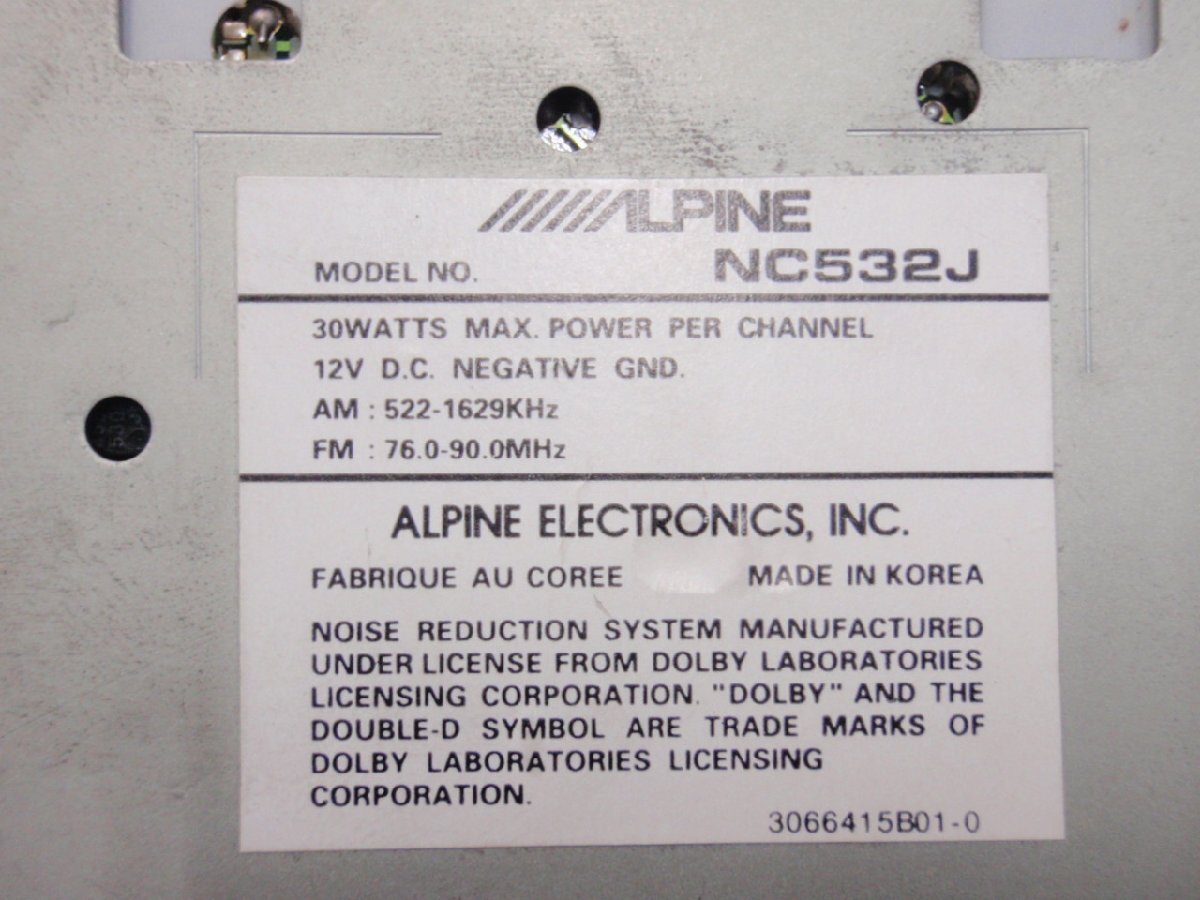 ALPINE
MODEL NO. NC532J
30WATTS MAX. POWER PER CHANNEL
12V D.C. NEGATIVE GND.
AM : 522-1629KHz
FM : 76.0-90.0MHz
ALPINE ELECTRONICS, INC.
FABRIQUE AU COREE MADE IN KOREA
NOISE REDUCTION SYSTEM MANUFACTURED
UNDER LICENSE FROM DOLBY LABORATORIES
LICENSING CORPORATION. "DOLBY" AND THE
DOUBLE-D SYMBOL ARE TRADE MARKS OF
DOLBY LABORATORIES LICENSING
CORPORATION.
3066415B01-0